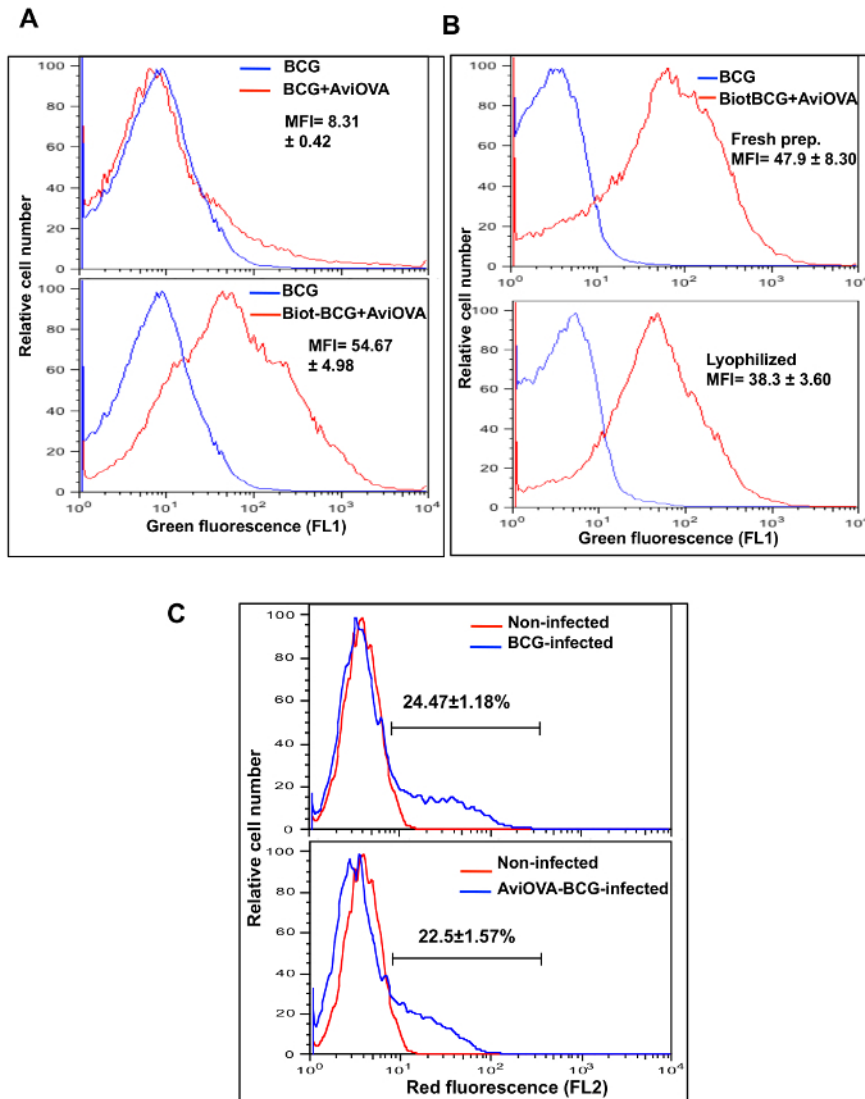 A
BCG
BCG+AviOVA
MFI= 8.31
± 0.42
100
80
60
40
20
0
BCG
Biot-BCG+AviOVA
MFI= 54.67
± 4.98
100
80
60
40
20
0
10⁰ 10¹ 10² 10³ 10⁴
Relative cell number
Green fluorescence (FL1)
B
BCG
BiotBCG+AviOVA
Fresh prep.
MFI= 47.9 ± 8.30
100
80
60
40
20
0
10⁰ 10¹ 10² 10³ 10⁴
Lyophilized
MFI= 38.3 ± 3.60
100
80
60
40
20
0
10⁰ 10¹ 10² 10³ 10⁴
Relative cell number
Green fluorescence (FL1)
C
Non-infected
BCG-infected
24.47±1.18%
100
80
60
40
20
0
Non-infected
AviOVA-BCG-infected
22.5±1.57%
100
80
60
40
20
0
10⁰ 10¹ 10² 10³ 10⁴
Relative cell number
Red fluorescence (FL2)